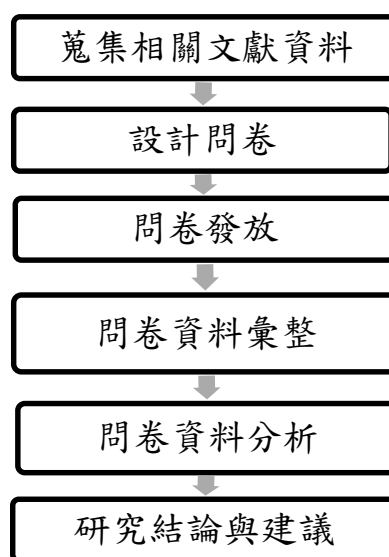 蒐集相關文獻資料
設計問卷
問卷發放
問卷資料彙整
問卷資料分析
研究結論與建議